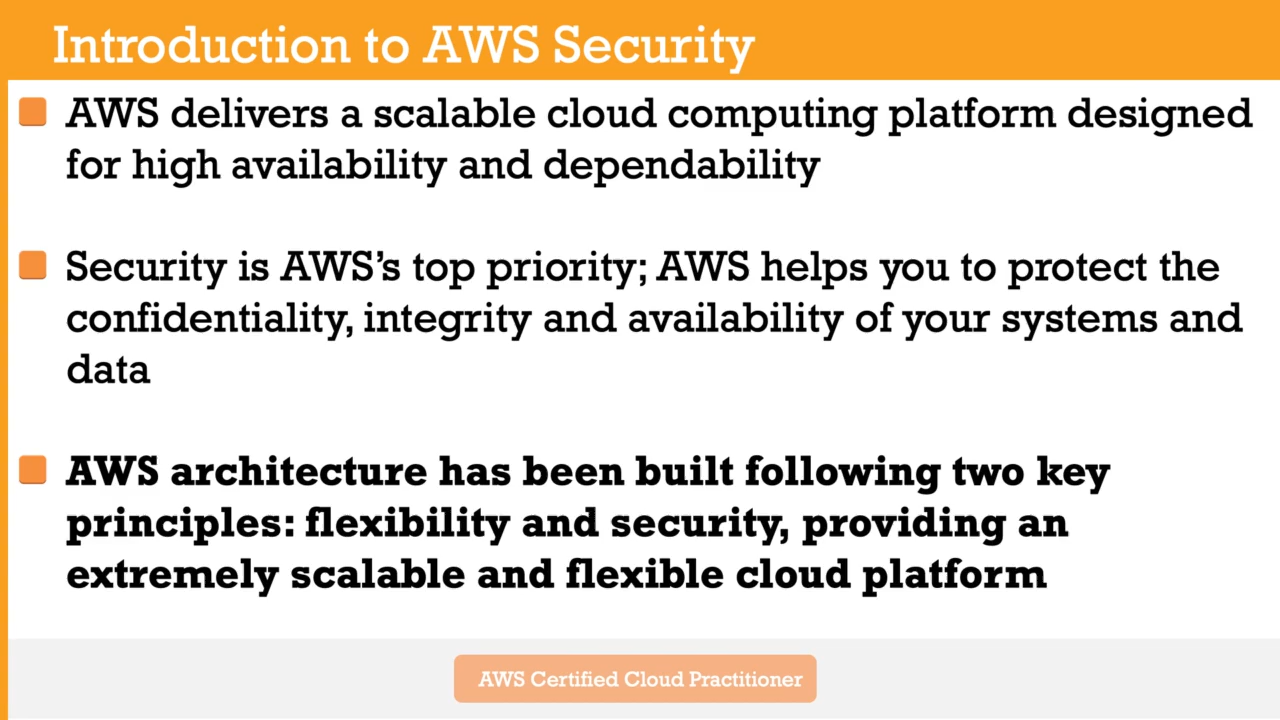 Introduction to AWS Security
AWS delivers a scalable cloud computing platform designed
for high availability and dependability
Security is AWS’s top priority; AWS helps you to protect the
confidentiality, integrity and availability of your systems and
data
AWS architecture has been built following two key
principles: flexibility and security, providing an
extremely scalable and flexible cloud platform
AWS Certified Cloud Practitioner